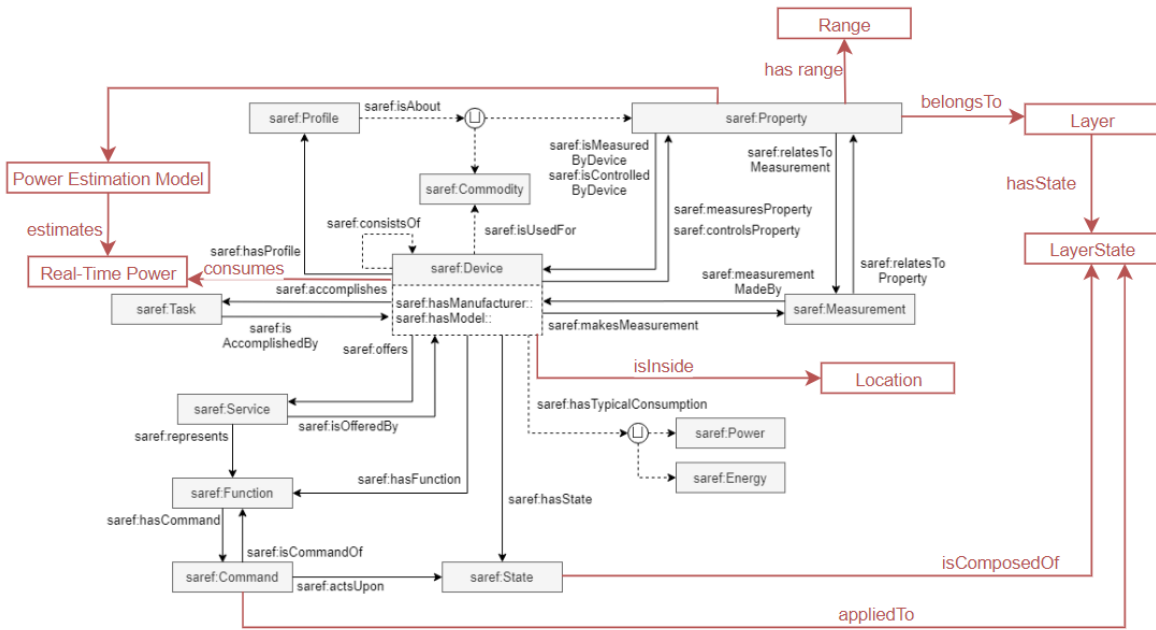 Range
has range
saref:isAbout
belongsTo
saref:Profile
saref:Property
Layer
saref:isMeasured
ByDevice
saref:isControlled
ByDevice
saref:relatesTo
Measurement
Power Estimation Model
saref:Commodity
hasState
saref:consistsOf
saref:measuresProperty
saref:controlsProperty
estimates
saref:isUsedFor
saref:hasProfile
LayerState
Real-Time Power
consumes
saref:Device
saref:measurement
MadeBy
saref:relatesTo
Property
saref:accomplishes
saref:Task
saref:hasManufacturer::
saref:hasModel::
saref:Measurement
saref:is
AccomplishedBy
saref:makesMeasurement
saref:offers
isInside
Location
saref:Service
saref:hasTypicalConsumption
saref:isOfferedBy
saref:represents
saref:Power
saref:hasFunction
saref:Energy
saref:Function
saref:hasState
saref:hasCommand
saref:isCommandOf
saref:Command
saref:actsUpon
saref:State
isComposedOf
appliedTo